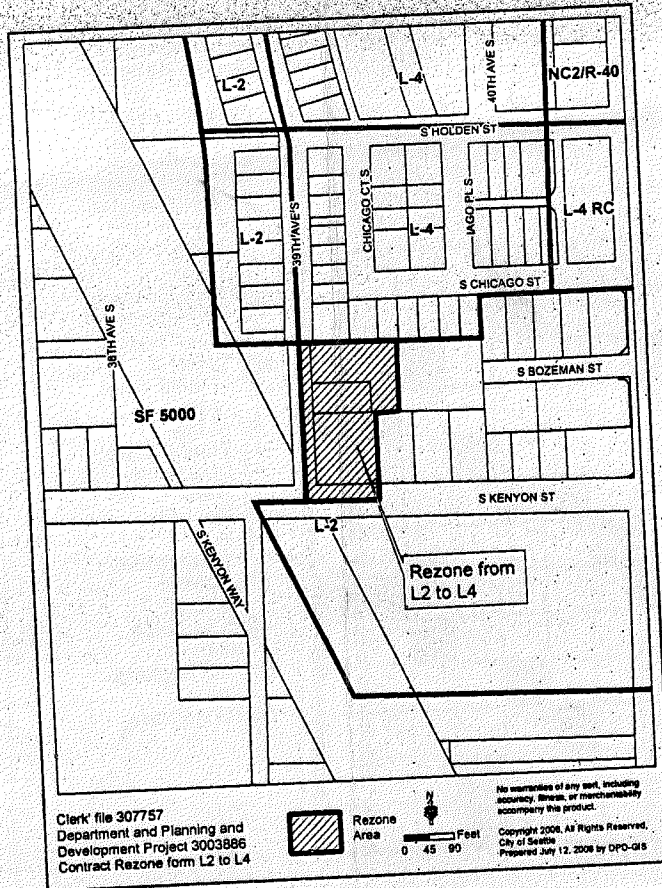 L-2
L-4
40TH AVE S
NC2/R-40
S HOLDEN ST
L-2
39TH AVE S
CHICAGO CT S
L-4
IAGO PL S
L-4 RC
S CHICAGO ST
38TH AVE S
S BOZEMAN ST
SF 5000
S KENYON ST
L-2
S KENYON WAY
Rezone from
L2 to L4
Clerk' file 307757
Department and Planning and
Development Project 3003886
Contract Rezone form L2 to L4
Rezone
Area
N
Feet
0 45 90
No warranties of any sort, including
accuracy, fitness, or merchantability
accompany this product.
Copyright 2006, All Rights Reserved,
City of Seattle
Prepared July 12, 2006 by DPD-GIS